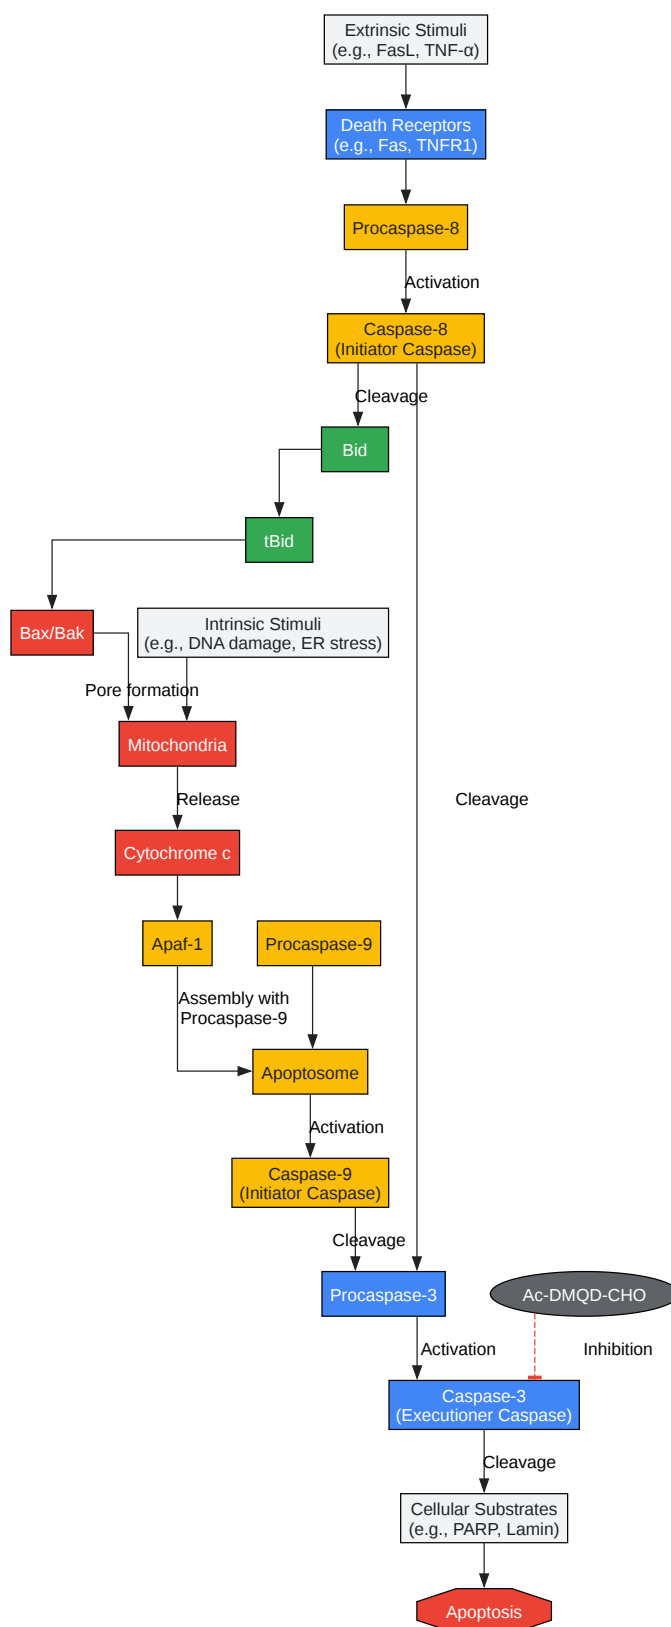 Extrinsic Stimuli
(e.g., FasL, TNF-α)
Death Receptors
(e.g., Fas, TNFR1)
Procaspase-8
Activation
Caspase-8
(Initiator Caspase)
Cleavage
Bid
tBid
Bax/Bak
Intrinsic Stimuli
(e.g., DNA damage, ER stress)
Pore formation
Mitochondria
Release
Cleavage
Cytochrome c
Apaf-1
Procaspase-9
Assembly with
Procaspase-9
Apoptosome
Activation
Caspase-9
(Initiator Caspase)
Cleavage
Procaspase-3
Ac-DMQD-CHO
Activation
Inhibition
Caspase-3
(Executioner Caspase)
Cleavage
Cellular Substrates
(e.g., PARP, Lamin)
Apoptosis